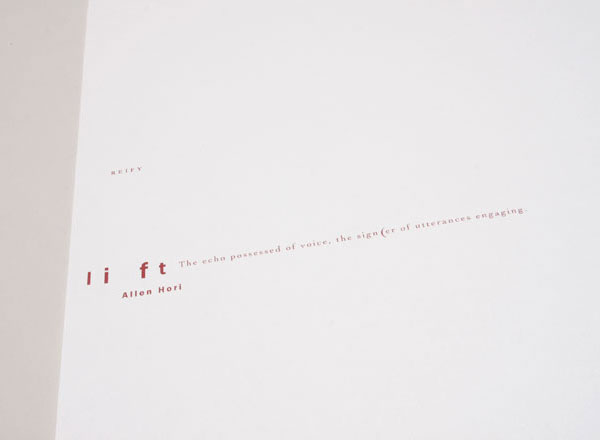 REIFY
li ft The echo possessed of voice, the sign(er of utterances engaging.
Allen Hori